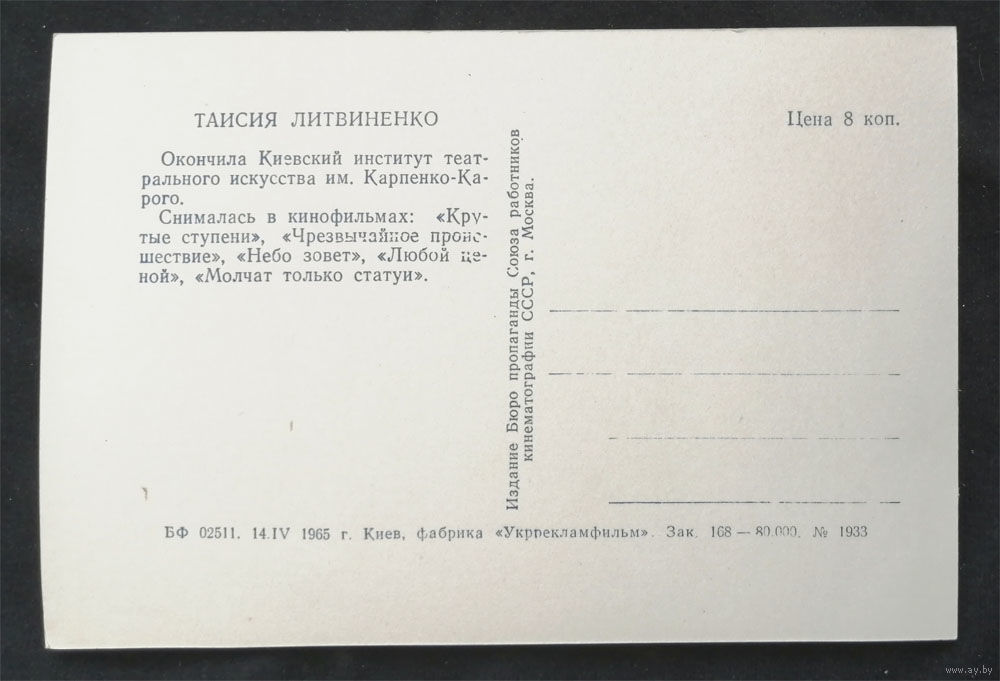 ТАИСИЯ ЛИТВИНЕНКО
Окончила Киевский институт теат-
рального искусства им. Карпенко-Ка-
рого.
Снималась в кинофильмах: «Кру-
тые ступени», «Чрезвычайное проис-
шествие», «Небо зовет», «Любой це-
ной», «Молчат только статуи».
Издание Бюро пропаганды Союза работников
кинематографии СССР, г. Москва.
Цена 8 коп.
БФ 02511. 14.IV 1965 г. Киев, фабрика «Укррекламфильм». Зак. 168 — 80.000. № 1933
www.ay.by